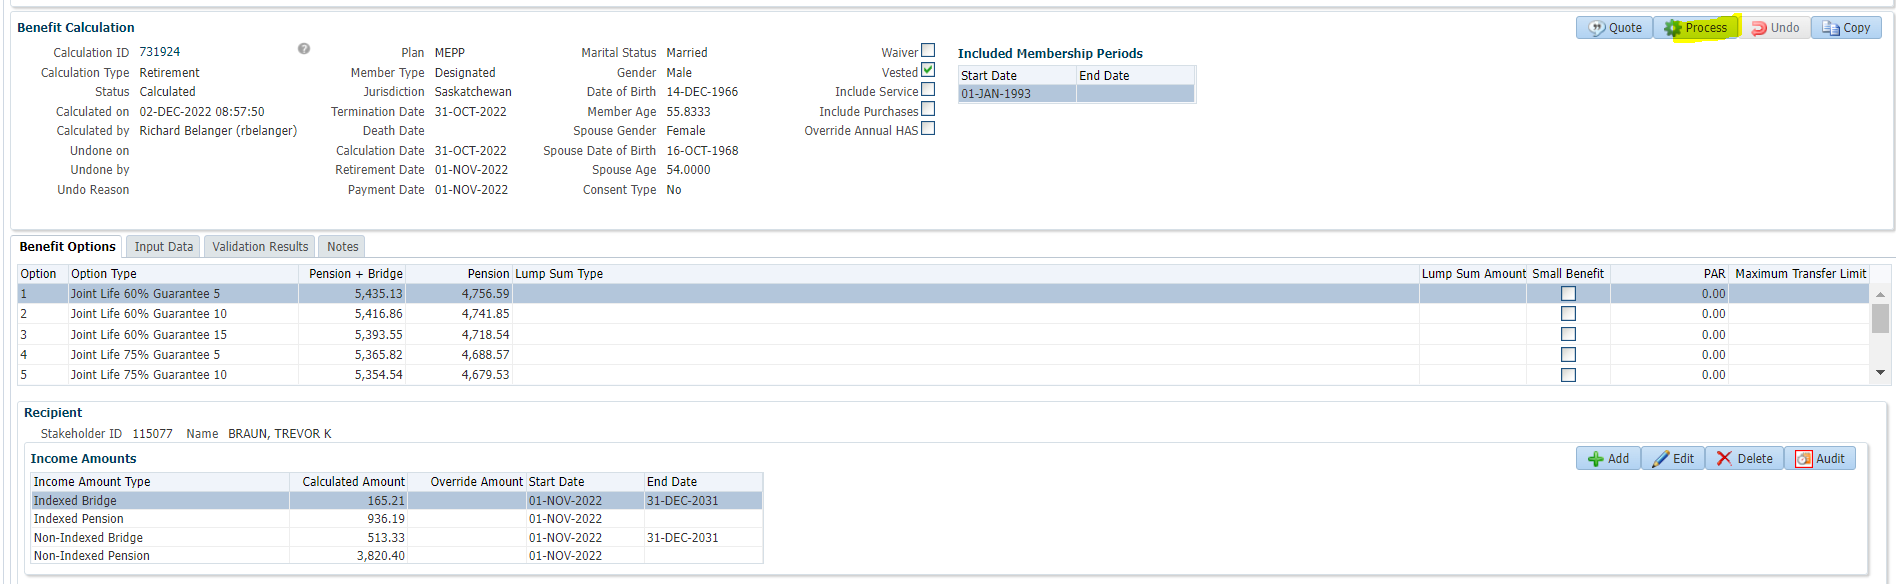 Benefit Calculation
Quote Process Undo Copy
Calculation ID 731924 ? Plan MEPP Marital Status Married Waiver Included Membership Periods
Calculation Type Retirement Member Type Designated Gender Male Vested Start Date End Date
Status Calculated Jurisdiction Saskatchewan Date of Birth 14-DEC-1966 Include Service 01-JAN-1993
Calculated on 02-DEC-2022 08:57:50 Termination Date 31-OCT-2022 Member Age 55.8333 Include Purchases
Calculated by Richard Belanger (rbelanger) Death Date Spouse Gender Female Override Annual HAS
Undone on Calculation Date 31-OCT-2022 Spouse Date of Birth 16-OCT-1968
Undone by Retirement Date 01-NOV-2022 Spouse Age 54.0000
Undo Reason Payment Date 01-NOV-2022 Consent Type No
Benefit Options Input Data Validation Results Notes
Option Option Type Pension + Bridge Pension Lump Sum Type Lump Sum Amount Small Benefit PAR Maximum Transfer Limit
1 Joint Life 60% Guarantee 5 5,435.13 4,756.59 0.00
2 Joint Life 60% Guarantee 10 5,416.86 4,741.85 0.00
3 Joint Life 60% Guarantee 15 5,393.55 4,718.54 0.00
4 Joint Life 75% Guarantee 5 5,365.82 4,688.57 0.00
5 Joint Life 75% Guarantee 10 5,354.54 4,679.53 0.00
Recipient
Stakeholder ID 115077 Name BRAUN, TREVOR K
Income Amounts
Add Edit Delete Audit
Income Amount Type Calculated Amount Override Amount Start Date End Date
Indexed Bridge 165.21 01-NOV-2022 31-DEC-2031
Indexed Pension 936.19 01-NOV-2022
Non-Indexed Bridge 513.33 01-NOV-2022 31-DEC-2031
Non-Indexed Pension 3,820.40 01-NOV-2022